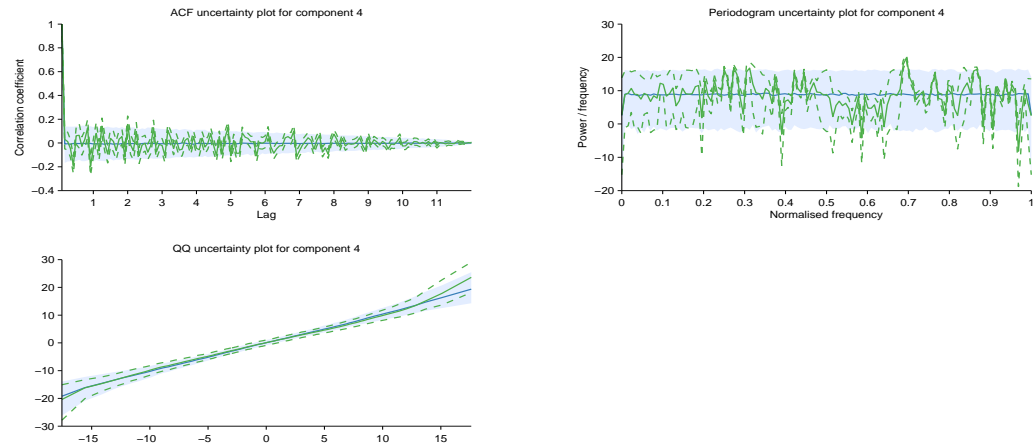 ACF uncertainty plot for component 4
Correlation coefficient
1
0.8
0.6
0.4
0.2
0
−0.2
−0.4
1 2 3 4 5 6 7 8 9 10 11
Lag
Periodogram uncertainty plot for component 4
Power / frequency
30
20
10
0
−10
−20
0 0.1 0.2 0.3 0.4 0.5 0.6 0.7 0.8 0.9 1
Normalised frequency
QQ uncertainty plot for component 4
30
20
10
0
−10
−20
−30
−15 −10 −5 0 5 10 15